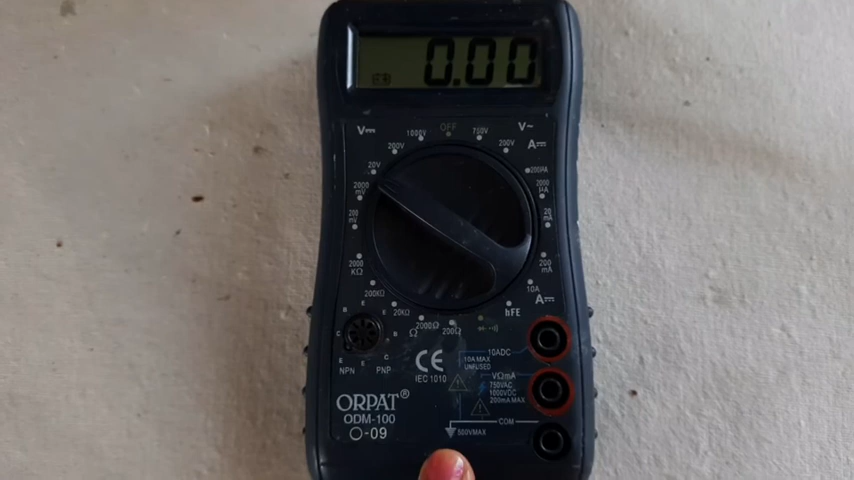 0.00
V⎓ 1000V OFF 750V V~
200V 200V A⎓
20V 200µA
2000mV 2000µA
200mV 20mA
2000KΩ 200mA
200KΩ 10A
20KΩ hFE A⎓
Ω 2000Ω 200Ω
B E E B C C E E
NPN PNP
CE
IEC 1010
10ADC
10A MAX
UNFUSED
VΩmA
750VAC
1000VDC
200mA MAX
COM
500VMAX
ORPAT®
ODM-100
O-09